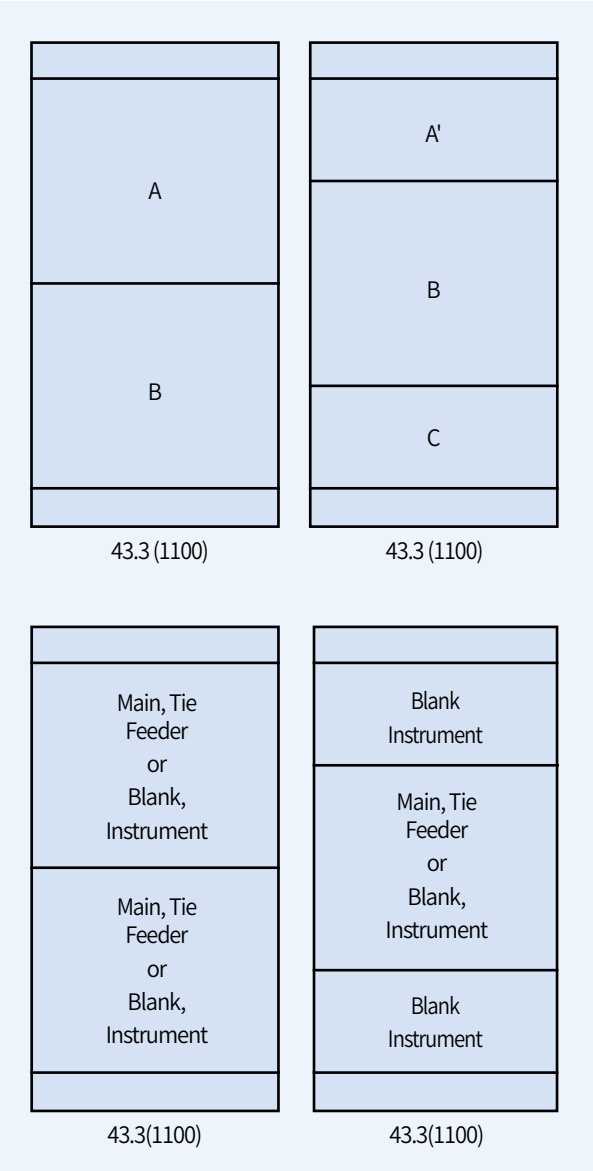 A
B
43.3 (1100)
A'
B
C
43.3 (1100)
Main, Tie
Feeder
or
Blank,
Instrument
Main, Tie
Feeder
or
Blank,
Instrument
43.3(1100)
Blank
Instrument
Main, Tie
Feeder
or
Blank,
Instrument
Blank
Instrument
43.3(1100)